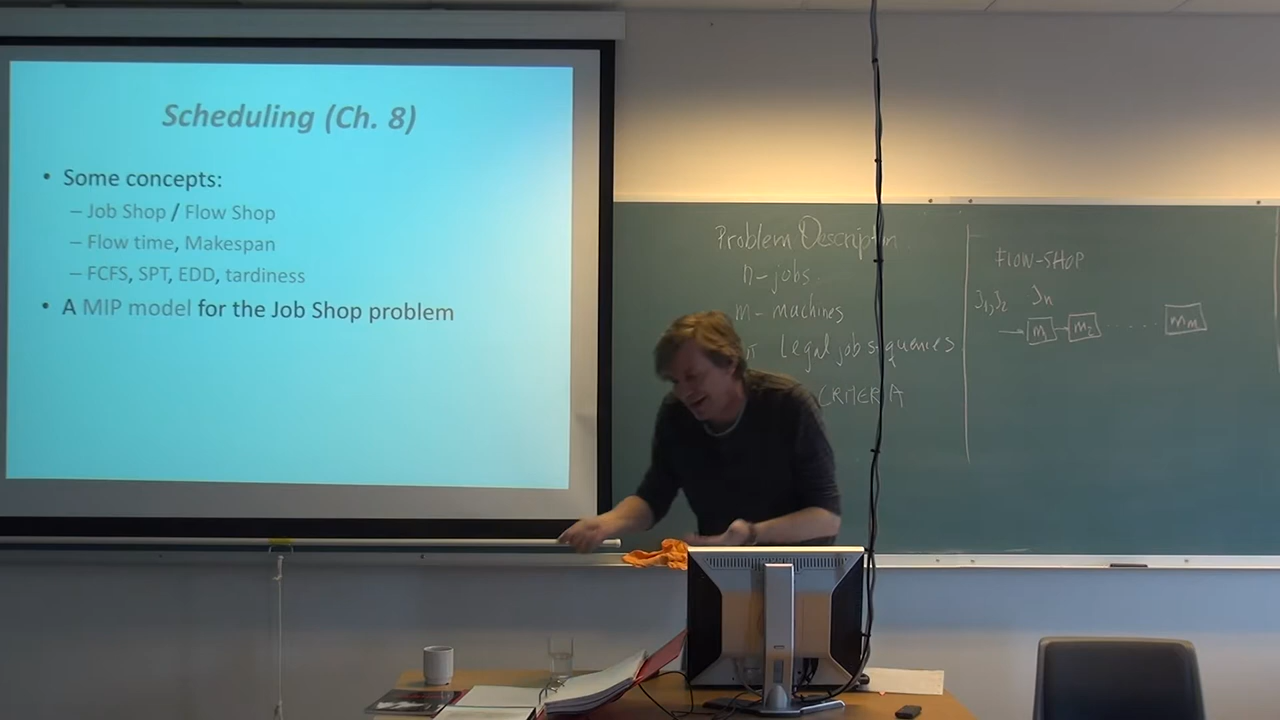 Scheduling (Ch. 8)
• Some concepts:
– Job Shop / Flow Shop
– Flow time, Makespan
– FCFS, SPT, EDD, tardiness
• A MIP model for the Job Shop problem
Problem Description
n-jobs
m-machines
Legal job sequences
CRITERIA
FLOW-SHOP
J1, J2 Jn
→ m1 → m2 ...... mm